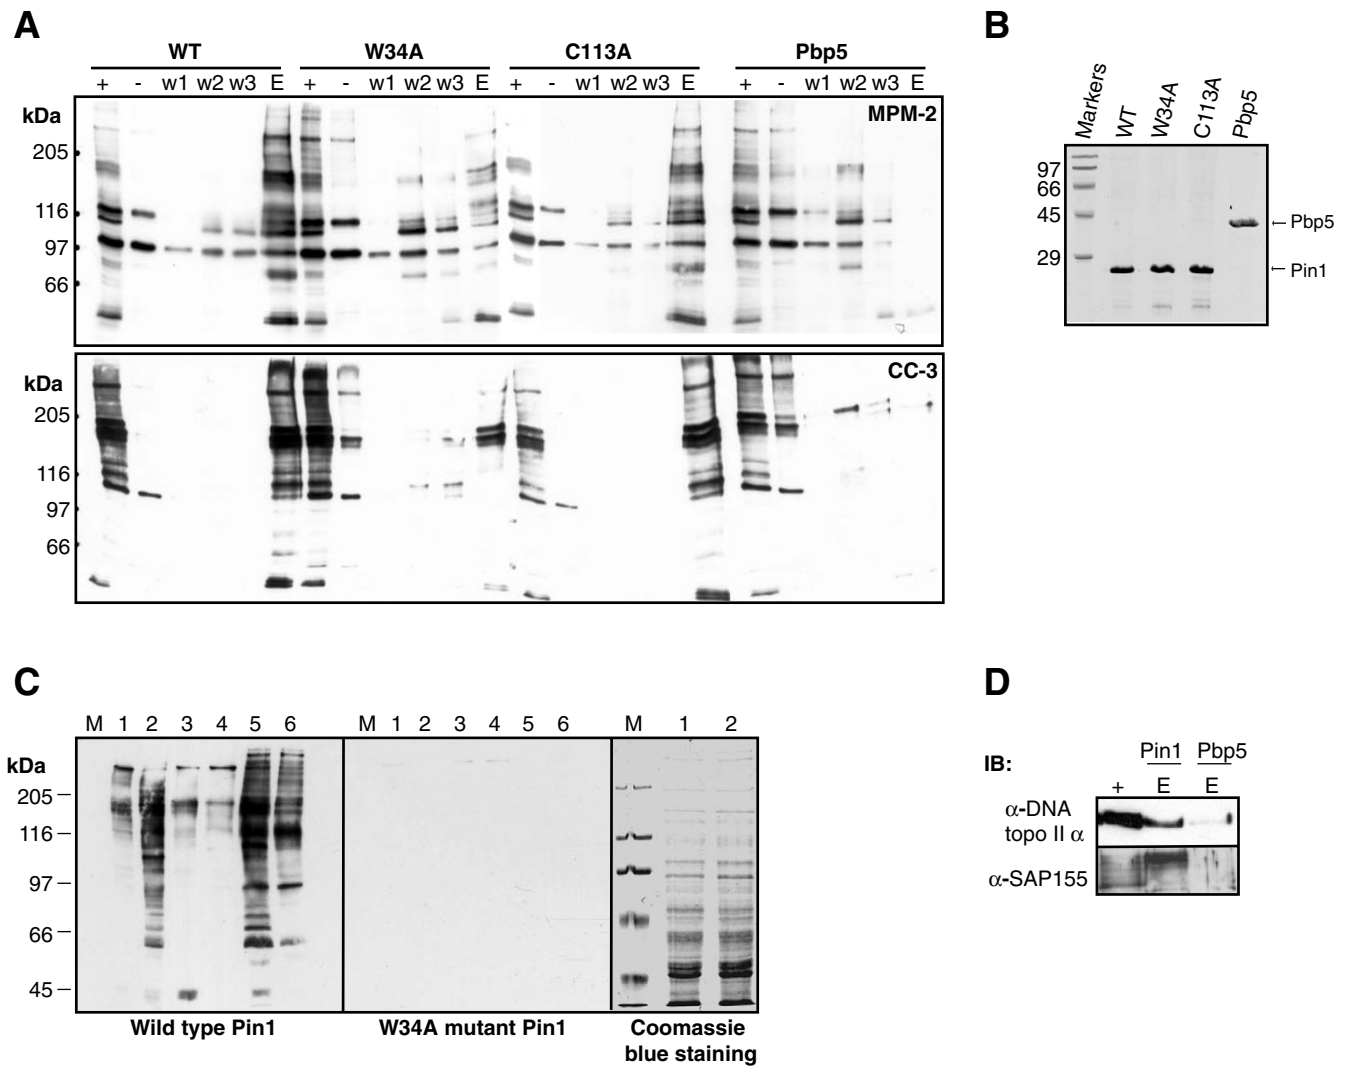 A
WT W34A C113A Pbp5
+ - w1 w2 w3 E + - w1 w2 w3 E + - w1 w2 w3 E + - w1 w2 w3 E
kDa
MPM-2
205
116
97
66
kDa
CC-3
205
116
97
66
B
Markers WT W34A C113A Pbp5
97
66
45
29
←Pbp5
←Pin1
C
M 1 2 3 4 5 6 M 1 2 3 4 5 6 M 1 2
kDa
205
116
97
66
45
Wild type Pin1 W34A mutant Pin1 Coomassie
blue staining
D
IB: Pin1 Pbp5
+ E E
α-DNA
topo II α
α-SAP155